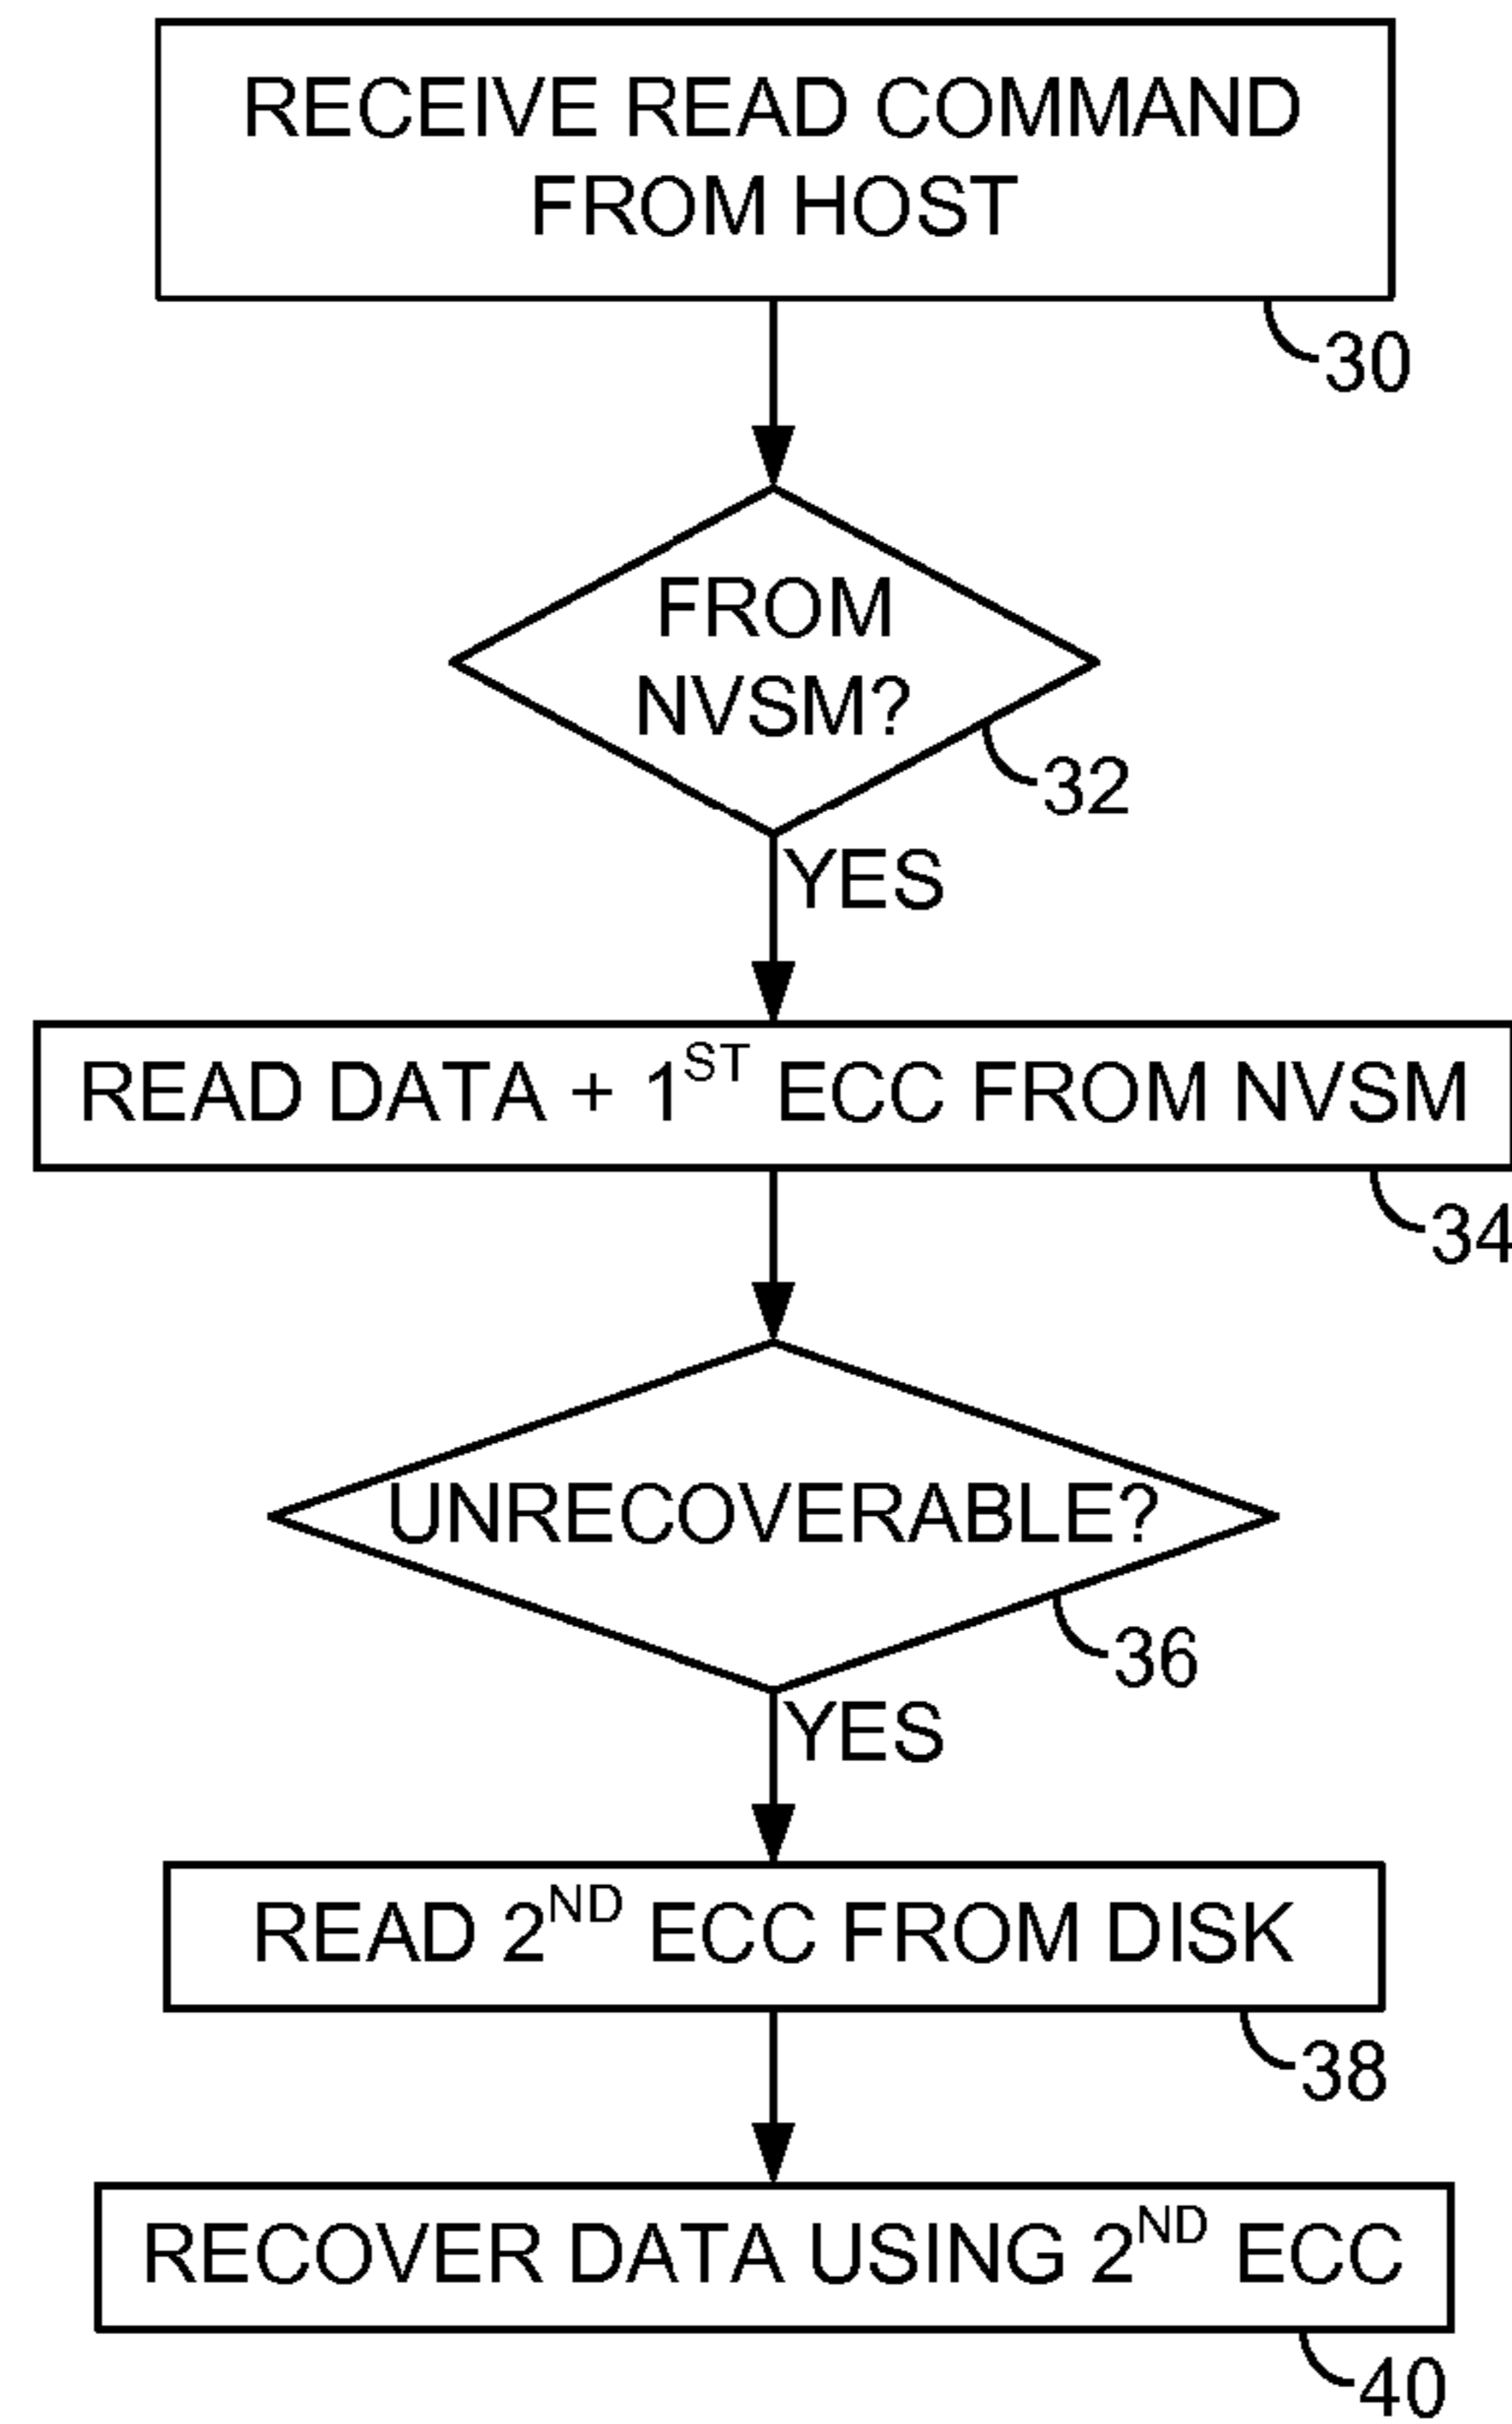 RECEIVE READ COMMAND
FROM HOST
30
FROM
NVSM?
32
YES
READ DATA + 1ST ECC FROM NVSM
34
UNRECOVERABLE?
36
YES
READ 2ND ECC FROM DISK
38
RECOVER DATA USING 2ND ECC
40